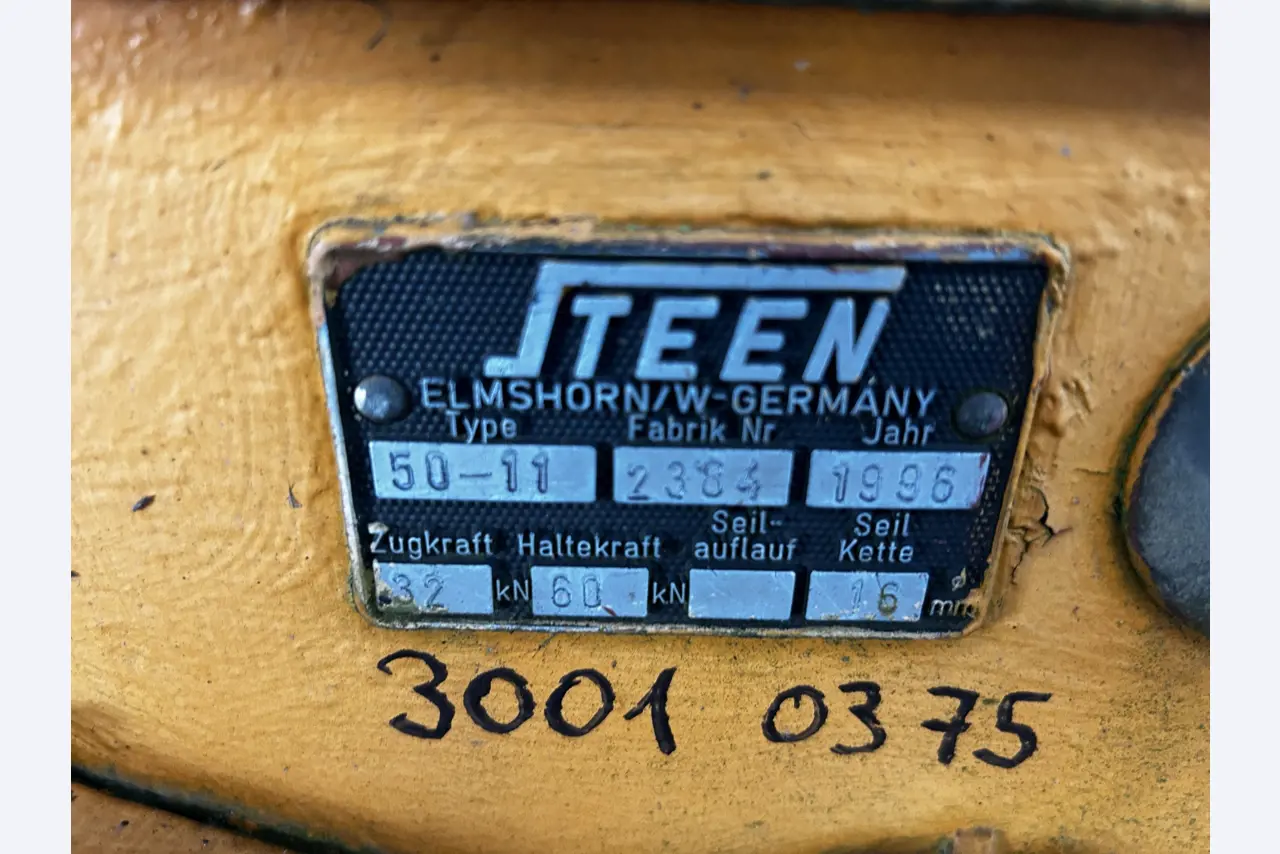 STEEN
ELMSHORN/W-GERMANY
Type Fabrik Nr Jahr
50-11 2384 1996
Zugkraft Haltekraft Seil-auflauf Seil Kette
32 kN 60 kN 16 ø mm
3001 0375